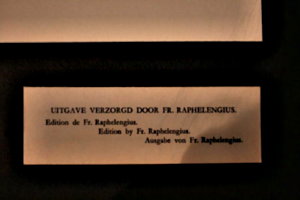 UITGAVE VERZORGD DOOR FR. RAPHELENGIUS.
Edition de Fr. Raphelengius.
Edition by Fr. Raphelengius.
Ausgabe von Fr. Raphelengius.